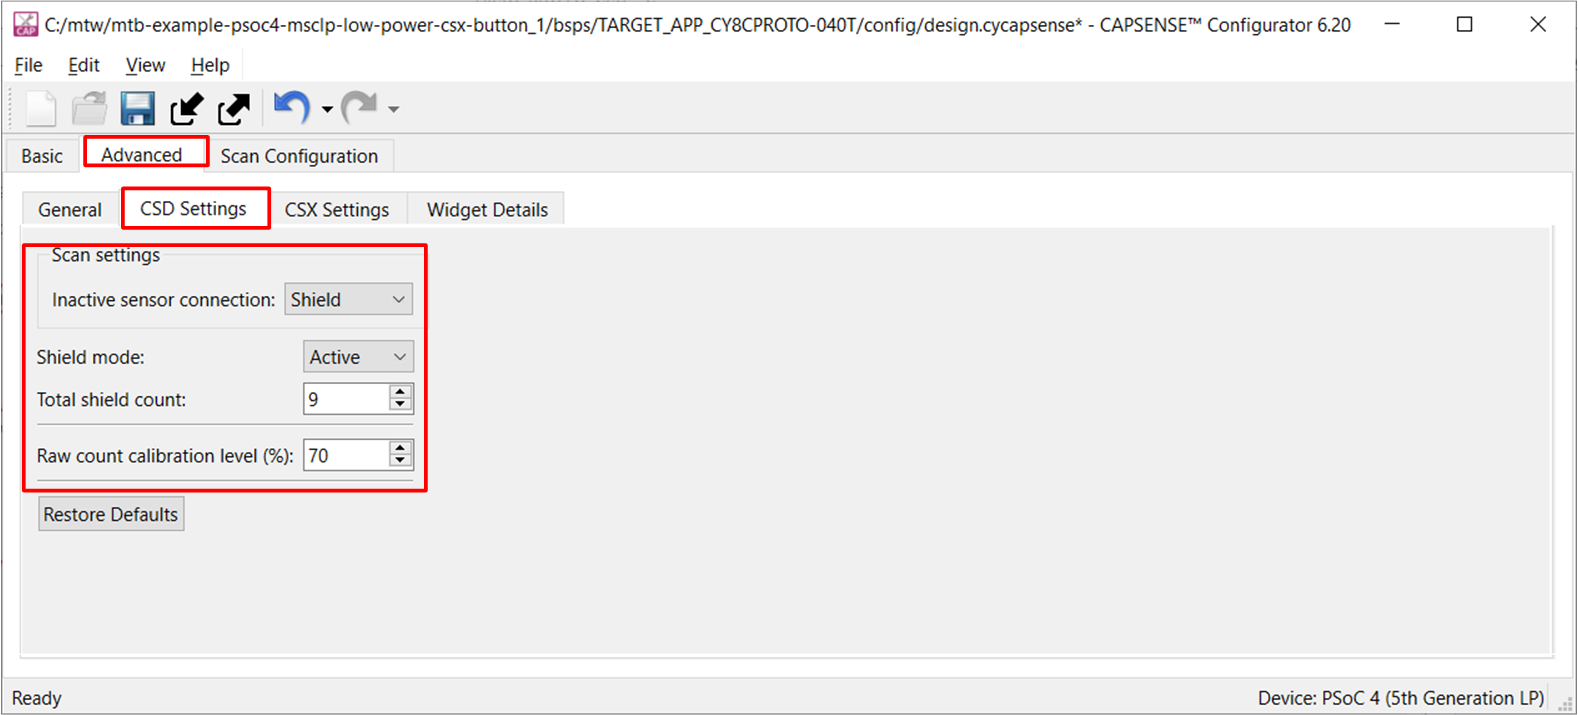 C:/mtw/mtb-example-psoc4-msclp-low-power-csx-button_1/bsps/TARGET_APP_CY8CPROTO-040T/config/design.cycapsense* - CAPSENSE™ Configurator 6.20
File Edit View Help
Basic Advanced Scan Configuration
General CSD Settings CSX Settings Widget Details
Scan settings
Inactive sensor connection: Shield
Shield mode: Active
Total shield count: 9
Raw count calibration level (%): 70
Restore Defaults
Ready Device: PSoC 4 (5th Generation LP)